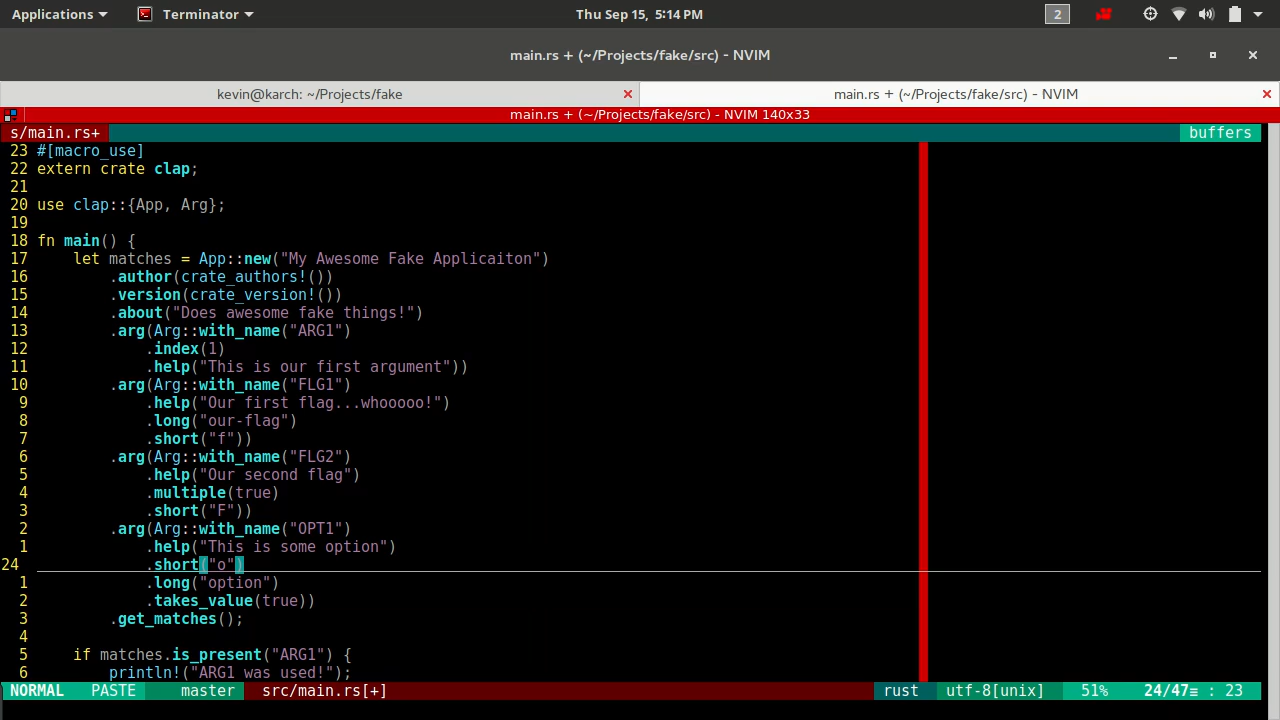 Applications Terminator Thu Sep 15, 5:14 PM 2
main.rs + (~/Projects/fake/src) - NVIM
kevin@karch: ~/Projects/fake main.rs + (~/Projects/fake/src) - NVIM
main.rs + (~/Projects/fake/src) - NVIM 140x33
s/main.rs+ buffers
23 #[macro_use]
22 extern crate clap;
21
20 use clap::{App, Arg};
19
18 fn main() {
17     let matches = App::new("My Awesome Fake Applicaiton")
16         .author(crate_authors!())
15         .version(crate_version!())
14         .about("Does awesome fake things!")
13         .arg(Arg::with_name("ARG1")
12             .index(1)
11             .help("This is our first argument"))
10         .arg(Arg::with_name("FLG1")
9             .help("Our first flag...whooooo!")
8             .long("our-flag")
7             .short("f"))
6         .arg(Arg::with_name("FLG2")
5             .help("Our second flag")
4             .multiple(true)
3             .short("F"))
2         .arg(Arg::with_name("OPT1")
1             .help("This is some option")
24             .short("o")
1             .long("option")
2             .takes_value(true))
3         .get_matches();
4
5     if matches.is_present("ARG1") {
6         println!("ARG1 was used!");
NORMAL PASTE master src/main.rs[+] rust utf-8[unix] 51% 24/47≡ : 23